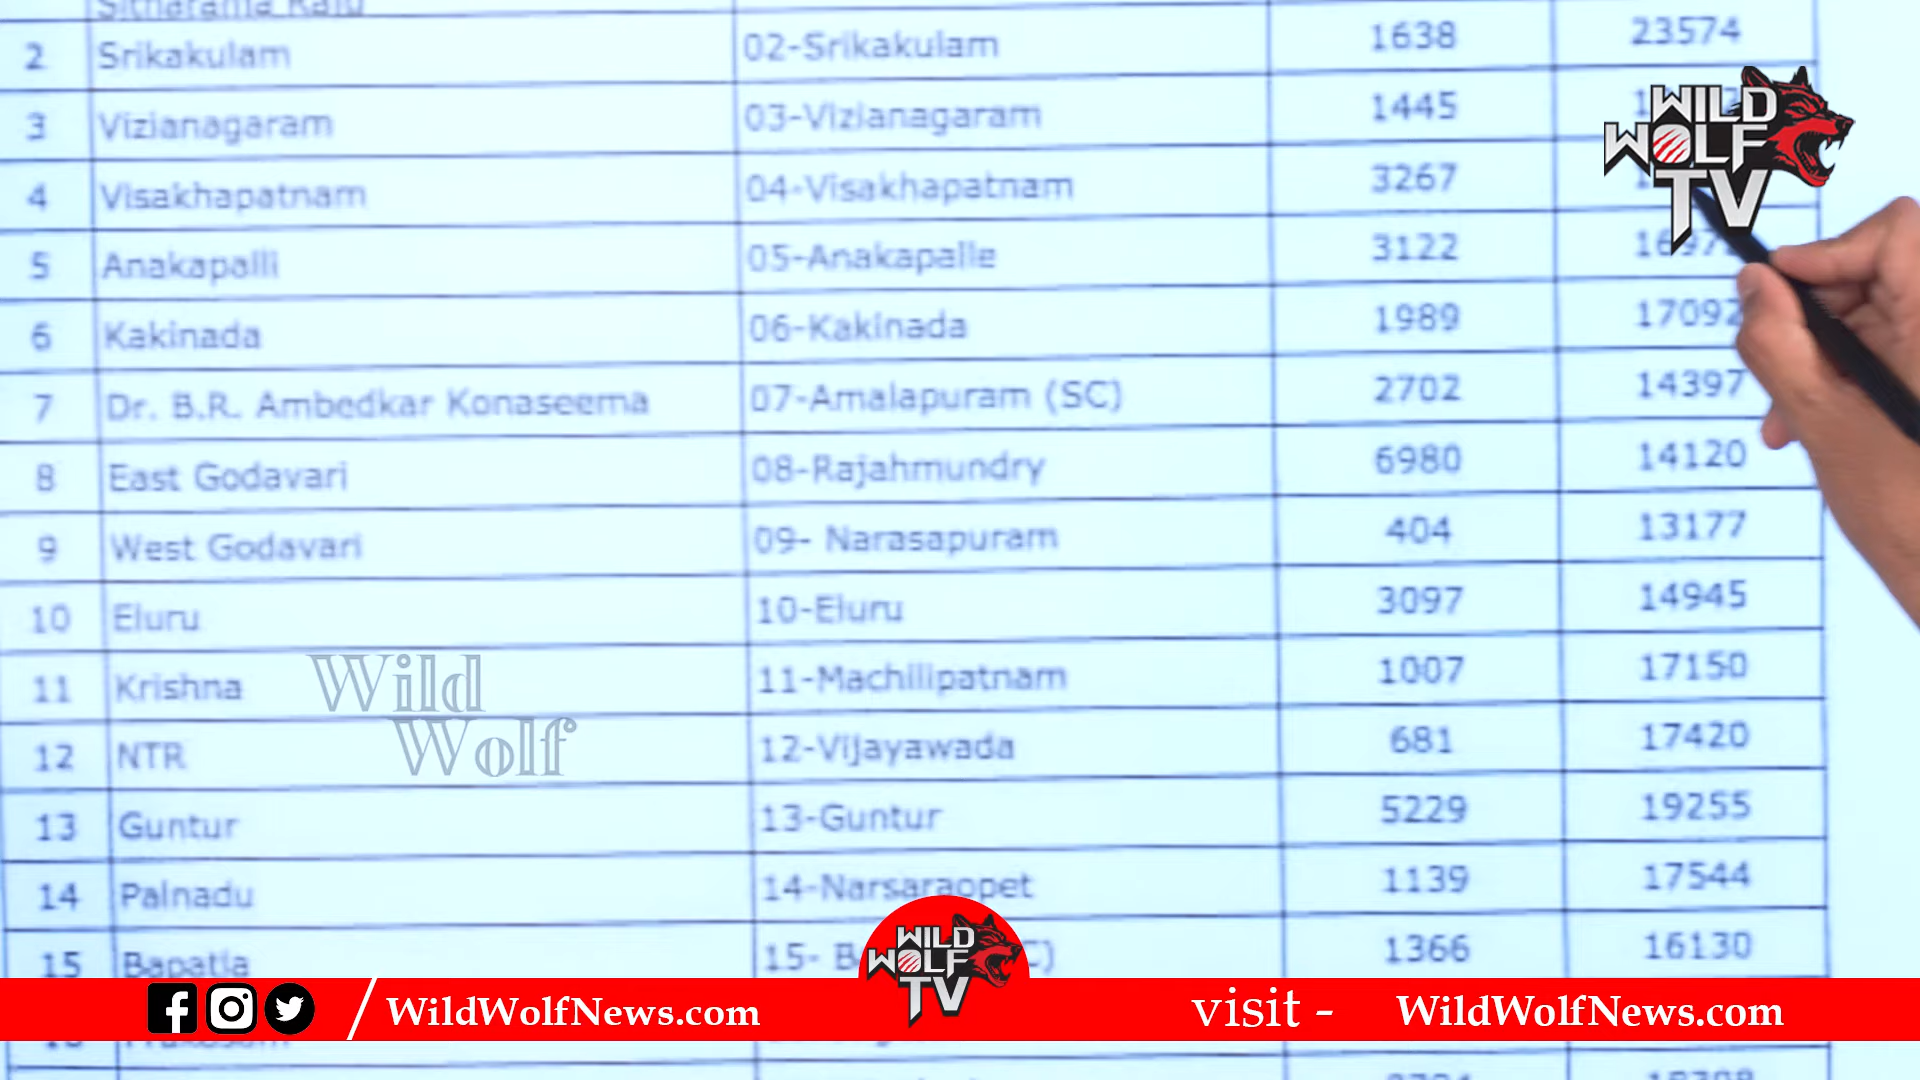 Sitharama Raju
2 Srikakulam 02-Srikakulam 1638 23574
3 Vizianagaram 03-Vizianagaram 1445
4 Visakhapatnam 04-Visakhapatnam 3267
5 Anakapalli 05-Anakapalle 3122
6 Kakinada 06-Kakinada 1989 17092
7 Dr. B.R. Ambedkar Konaseema 07-Amalapuram (SC) 2702 14397
8 East Godavari 08-Rajahmundry 6980 14120
9 West Godavari 09- Narasapuram 404 13177
10 Eluru 10-Eluru 3097 14945
11 Krishna 11-Machilipatnam 1007 17150
12 NTR 12-Vijayawada 681 17420
13 Guntur 13-Guntur 5229 19255
14 Palnadu 14-Narsaraopet 1139 17544
15 Bapatla 15- 1366 16130
WILD
WOLF
TV
Wild
Wolf
WILD
WOLF
TV
WildWolfNews.com
visit - WildWolfNews.com